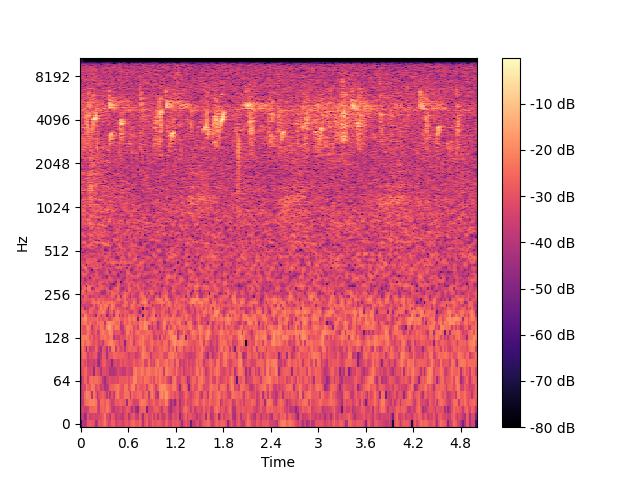 8192
4096
2048
1024
512
256
128
64
0
Hz
0 0.6 1.2 1.8 2.4 3 3.6 4.2 4.8
Time
-10 dB
-20 dB
-30 dB
-40 dB
-50 dB
-60 dB
-70 dB
-80 dB